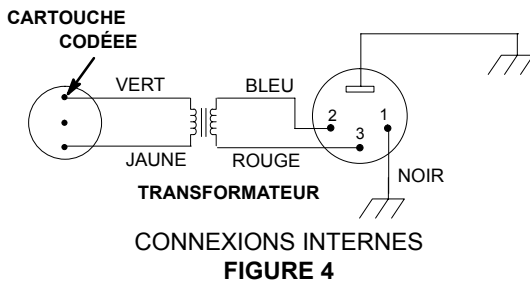 CARTOUCHE
CODÉEE
VERT
BLEU
2
1
3
JAUNE
ROUGE
NOIR
TRANSFORMATEUR
CONNEXIONS INTERNES
FIGURE 4